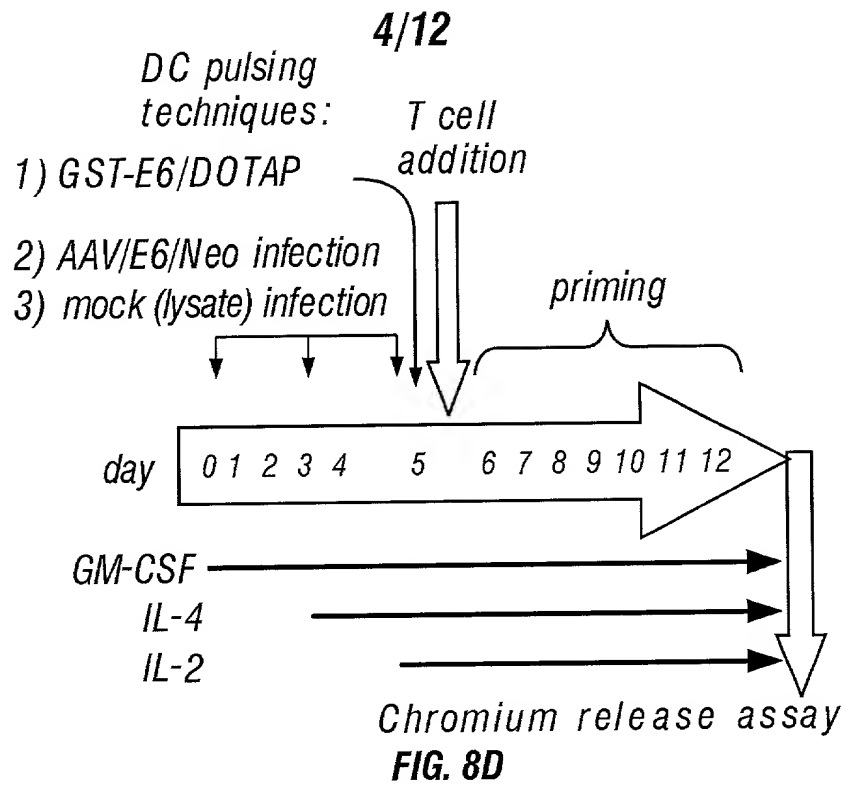 4/12
DC pulsing
techniques:
T cell
addition
1) GST-E6/DOTAP
2) AAV/E6/Neo infection
3) mock (lysate) infection
priming
day 0 1 2 3 4 5 6 7 8 9 10 11 12
GM-CSF
IL-4
IL-2
Chromium release assay
FIG. 8D